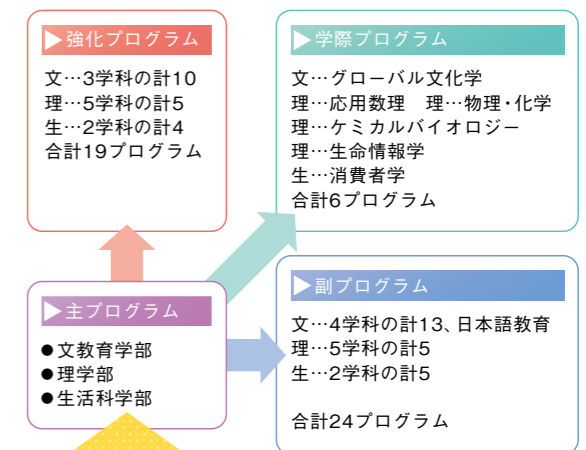 ▶強化プログラム
文…3学科の計10
理…5学科の計5
生…2学科の計4
合計19プログラム
▶学際プログラム
文…グローバル文化学
理…応用数理　理…物理・化学
理…ケミカルバイオロジー
理…生命情報学
生…消費者学
合計6プログラム
▶主プログラム
●文教育学部
●理学部
●生活科学部
▶副プログラム
文…4学科の計13、日本語教育
理…5学科の計5
生…2学科の計5
合計24プログラム